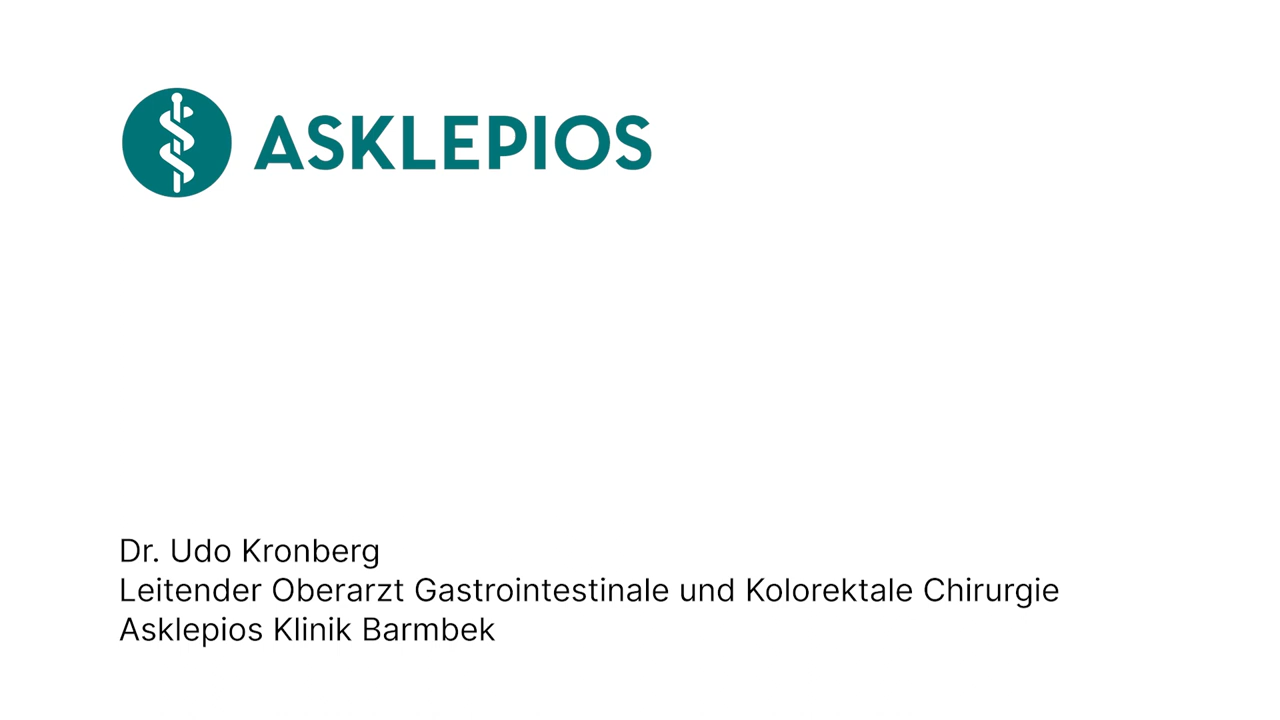 ASKLEPIOS
Dr. Udo Kronberg
Leitender Oberarzt Gastrointestinale und Kolorektale Chirurgie
Asklepios Klinik Barmbek